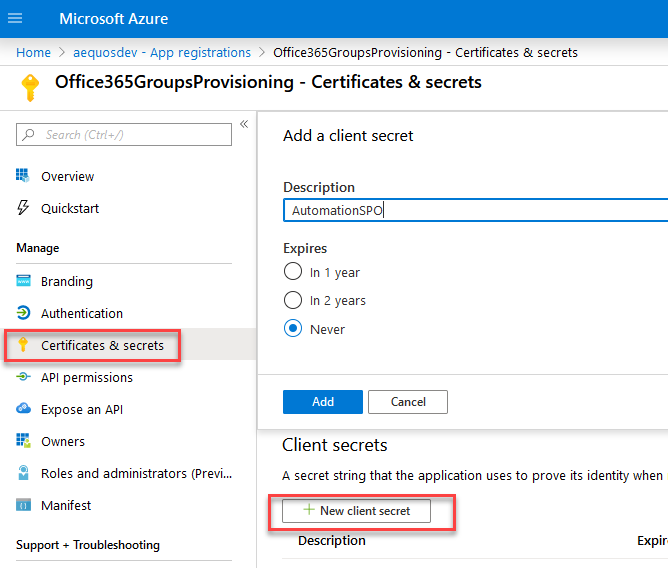 Microsoft Azure
Home > aequosdev - App registrations > Office365GroupsProvisioning - Certificates & secrets
Office365GroupsProvisioning - Certificates & secrets
Search (Ctrl+/)
Overview
Quickstart
Manage
Branding
Authentication
Certificates & secrets
API permissions
Expose an API
Owners
Roles and administrators (Previ...
Manifest
Support + Troubleshooting
Add a client secret
Description
AutomationSPO
Expires
In 1 year
In 2 years
Never
Add Cancel
Client secrets
A secret string that the application uses to prove its identity when
+ New client secret
Description Expire